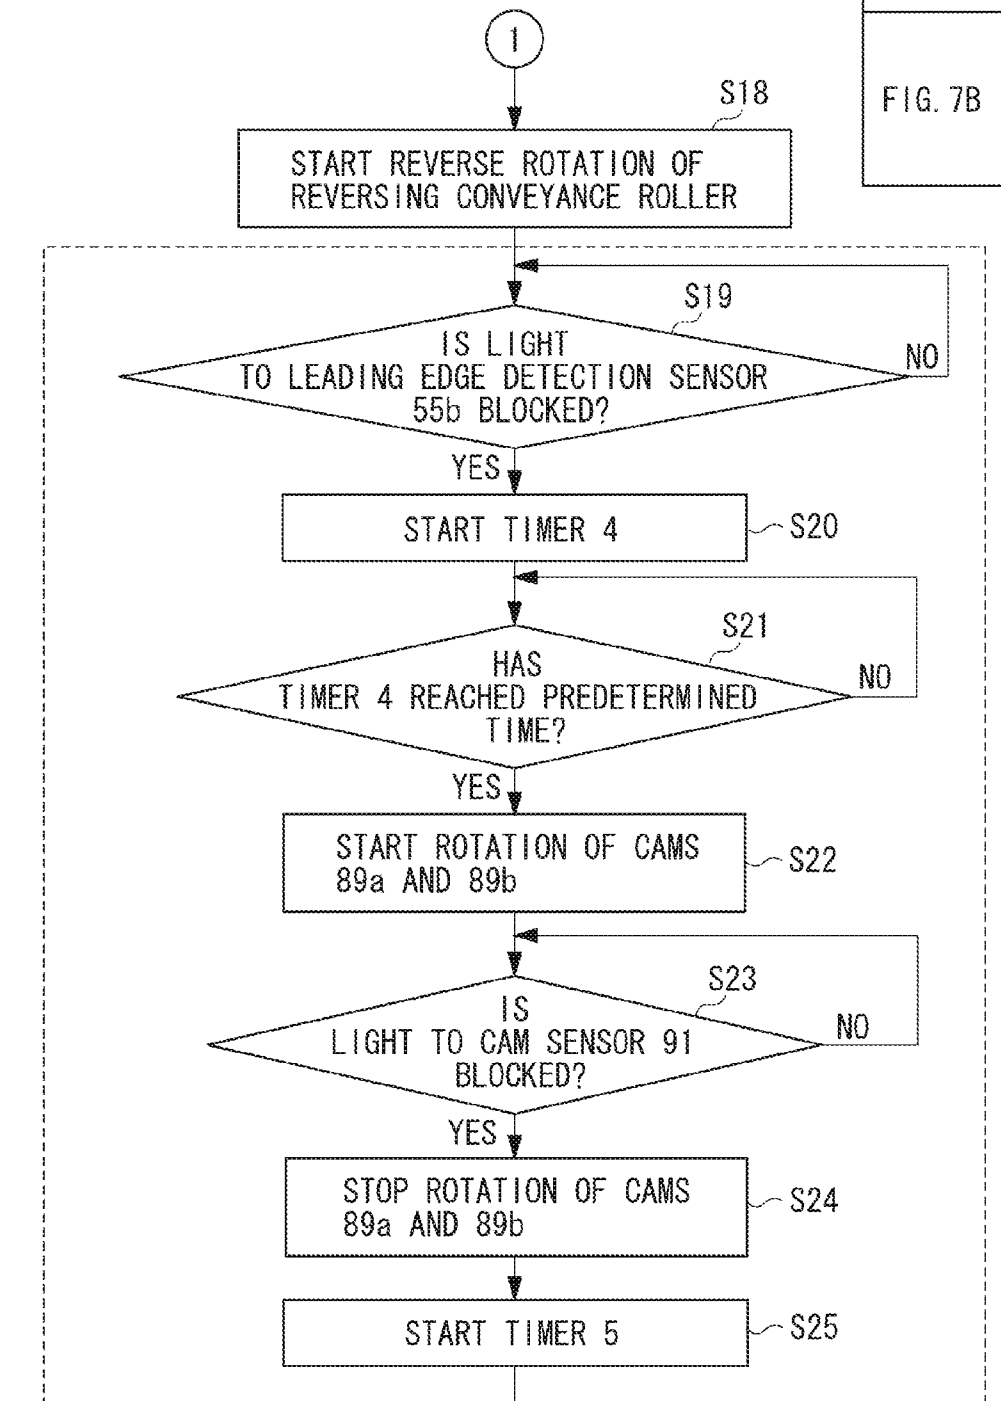 1
S18
FIG. 7B
START REVERSE ROTATION OF
REVERSING CONVEYANCE ROLLER
S19
IS LIGHT
TO LEADING EDGE DETECTION SENSOR
55b BLOCKED?
NO
YES
START TIMER 4
S20
S21
HAS
TIMER 4 REACHED PREDETERMINED
TIME?
NO
YES
START ROTATION OF CAMS
89a AND 89b
S22
S23
IS
LIGHT TO CAM SENSOR 91
BLOCKED?
NO
YES
STOP ROTATION OF CAMS
89a AND 89b
S24
START TIMER 5
S25